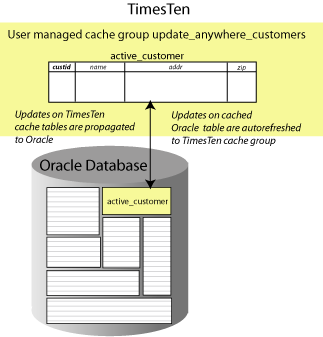 TimesTen
User managed cache group update_anywhere_customers
active_customer
custid name addr zip
Updates on TimesTen
cache tables are propagated
to Oracle
Updates on cached
Oracle table are autorefreshed
to TimesTen cache group
Oracle Database
active_customer